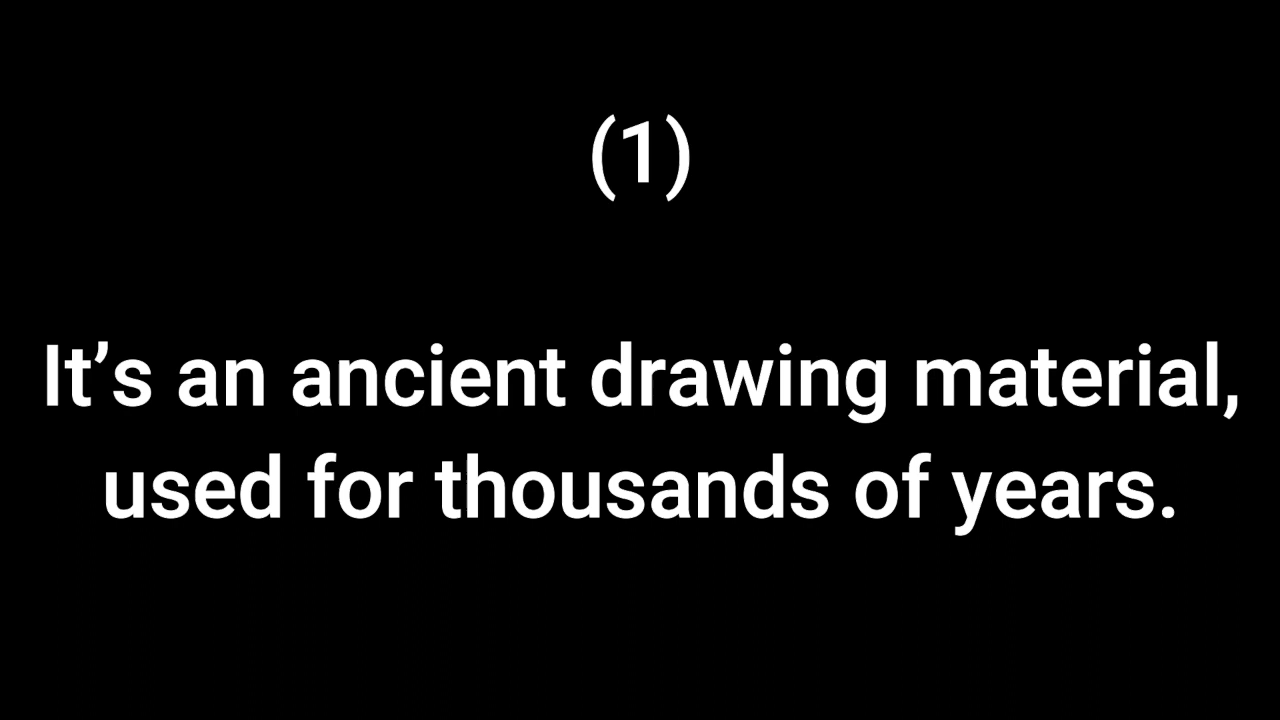 (1)
It’s an ancient drawing material,
used for thousands of years.